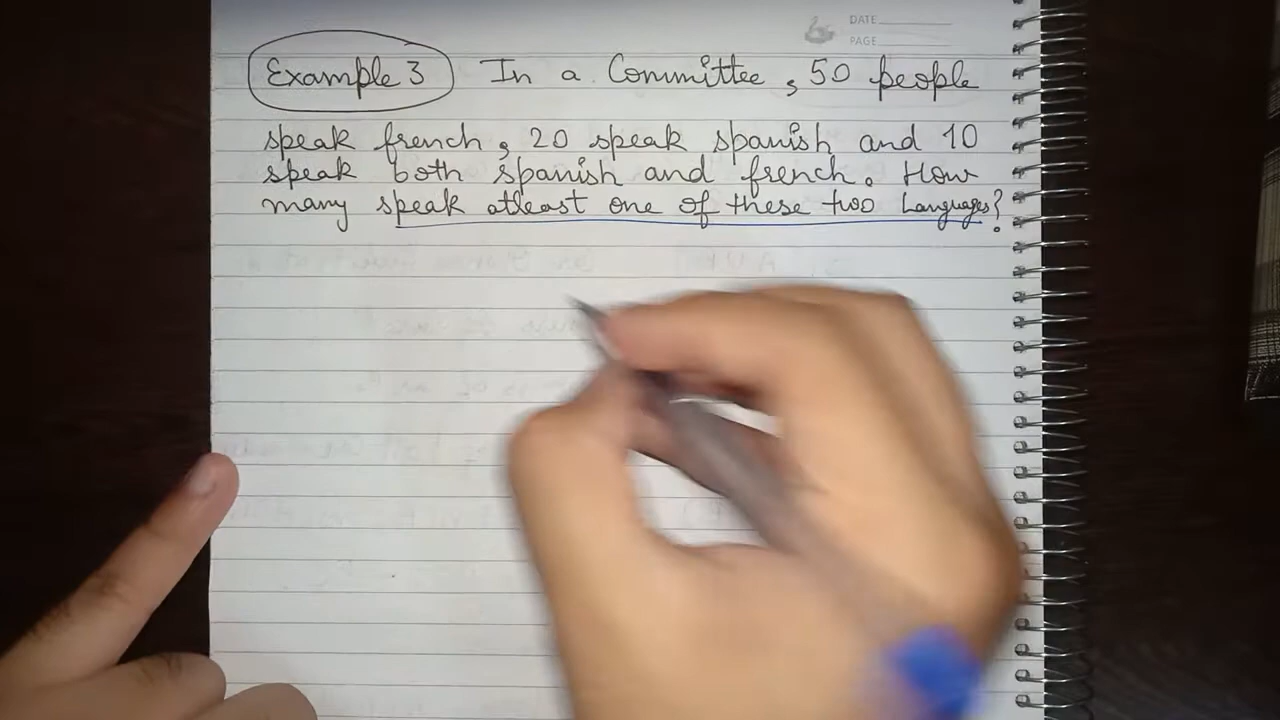 DATE
PAGE
Example 3 In a Committee, 50 people
speak french, 20 speak spanish and 10
speak both spanish and french. How
many speak atleast one of these two Languages?